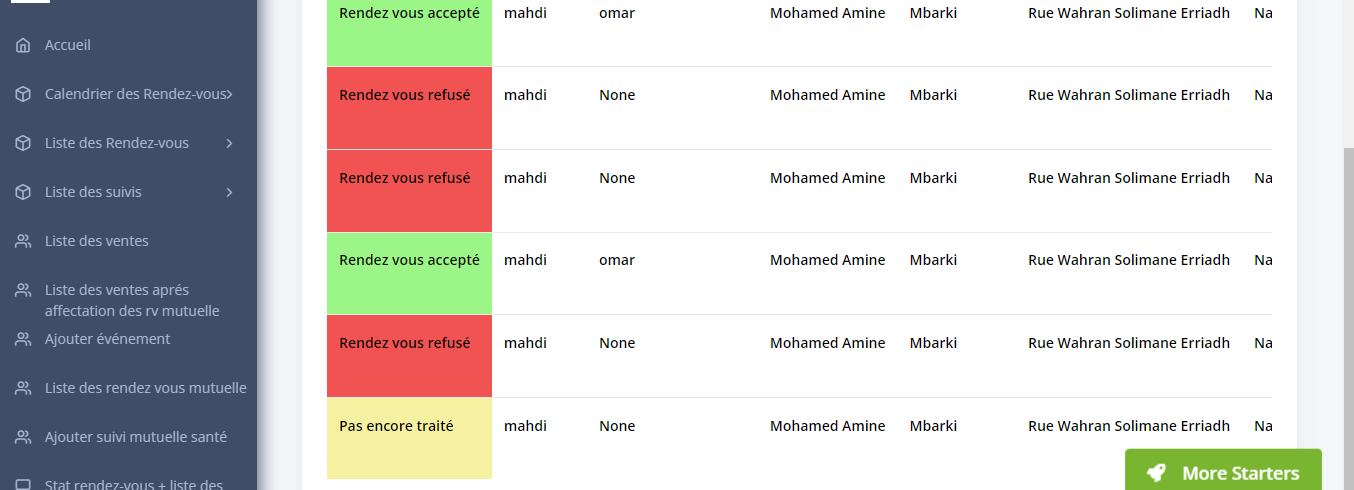 Accueil
Calendrier des Rendez-vous
Liste des Rendez-vous
Liste des suivis
Liste des ventes
Liste des ventes aprés
affectation des rv mutuelle
Ajouter événement
Liste des rendez vous mutuelle
Ajouter suivi mutuelle santé
Stat rendez-vous + liste des
Rendez vous accepté mahdi omar Mohamed Amine Mbarki Rue Wahran Solimane Erriadh Na
Rendez vous refusé mahdi None Mohamed Amine Mbarki Rue Wahran Solimane Erriadh Na
Rendez vous refusé mahdi None Mohamed Amine Mbarki Rue Wahran Solimane Erriadh Na
Rendez vous accepté mahdi omar Mohamed Amine Mbarki Rue Wahran Solimane Erriadh Na
Rendez vous refusé mahdi None Mohamed Amine Mbarki Rue Wahran Solimane Erriadh Na
Pas encore traité mahdi None Mohamed Amine Mbarki Rue Wahran Solimane Erriadh Na
More Starters